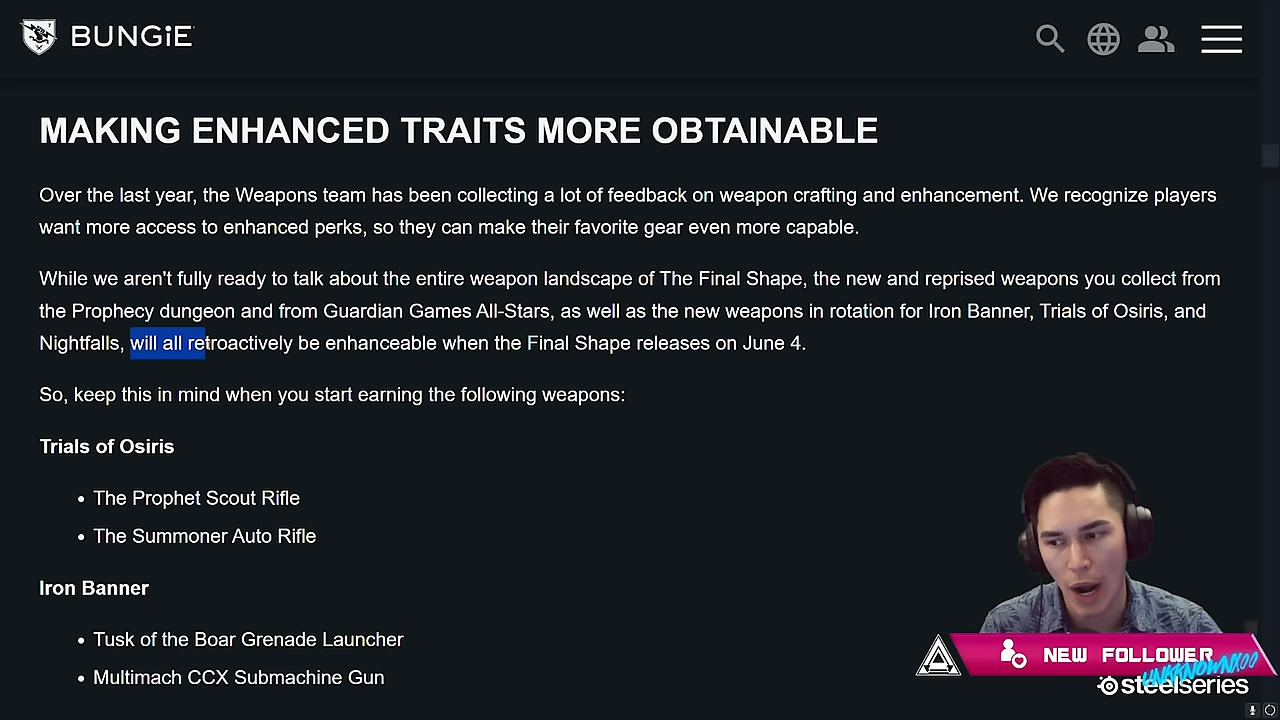 BUNGiE
MAKING ENHANCED TRAITS MORE OBTAINABLE
Over the last year, the Weapons team has been collecting a lot of feedback on weapon crafting and enhancement. We recognize players
want more access to enhanced perks, so they can make their favorite gear even more capable.
While we aren't fully ready to talk about the entire weapon landscape of The Final Shape, the new and reprised weapons you collect from
the Prophecy dungeon and from Guardian Games All-Stars, as well as the new weapons in rotation for Iron Banner, Trials of Osiris, and
Nightfalls, will all retroactively be enhanceable when the Final Shape releases on June 4.
So, keep this in mind when you start earning the following weapons:
Trials of Osiris
• The Prophet Scout Rifle
• The Summoner Auto Rifle
Iron Banner
• Tusk of the Boar Grenade Launcher
• Multimach CCX Submachine Gun
NEW FOLLOWER
steelseries